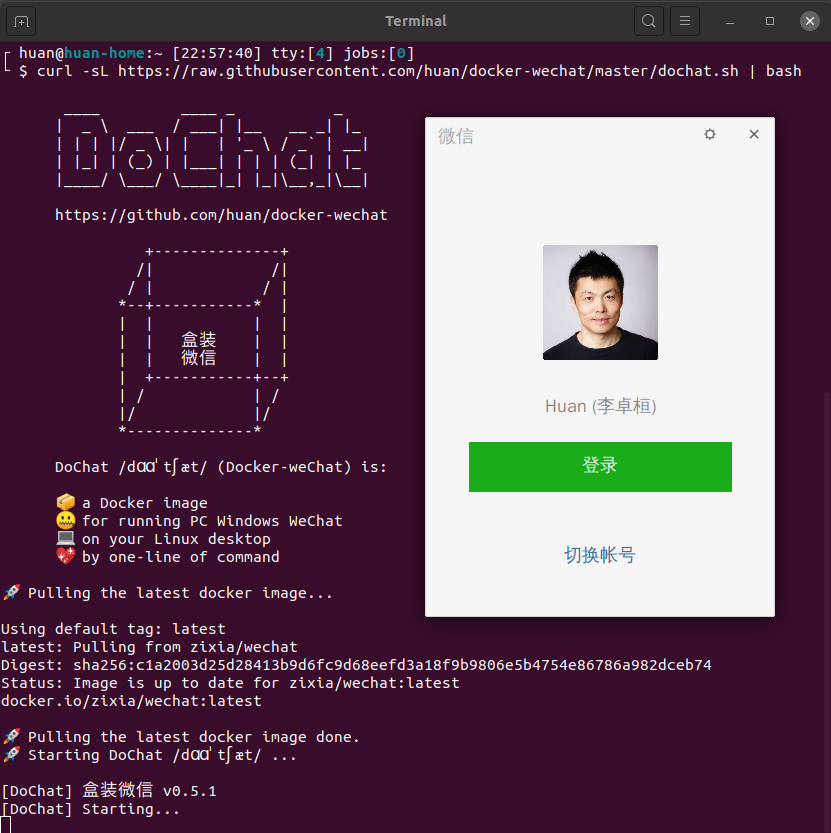 Terminal
huan@huan-home:~ [22:57:40] tty:[4] jobs:[0]
$ curl -sL https://raw.githubusercontent.com/huan/docker-wechat/master/dochat.sh | bash
DoChat
https://github.com/huan/docker-wechat
盒装
微信
DoChat /dɑɑˈtʃæt/ (Docker-weChat) is:
📦 a Docker image
🤐 for running PC Windows WeChat
💻 on your Linux desktop
💖 by one-line of command
🚀 Pulling the latest docker image...
Using default tag: latest
latest: Pulling from zixia/wechat
Digest: sha256:c1a2003d25d28413b9d6fc9d68eefd3a18f9b9806e5b4754e86786a982dceb74
Status: Image is up to date for zixia/wechat:latest
docker.io/zixia/wechat:latest
🚀 Pulling the latest docker image done.
🚀 Starting DoChat /dɑɑˈtʃæt/ ...
[DoChat] 盒装微信 v0.5.1
[DoChat] Starting...
微信
Huan (李卓桓)
登录
切换帐号